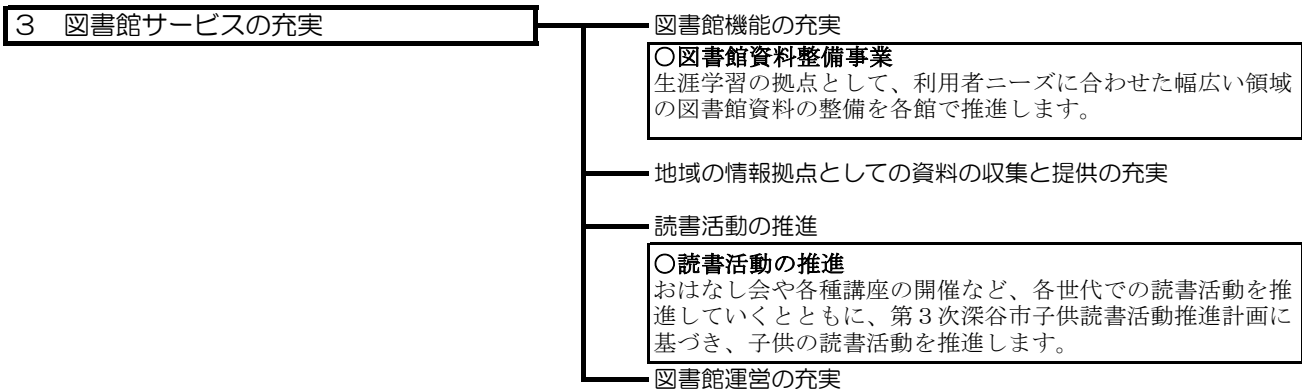 3 図書館サービスの充実
図書館機能の充実
○図書館資料整備事業
生涯学習の拠点として、利用者ニーズに合わせた幅広い領域
の図書館資料の整備を各館で推進します。
地域の情報拠点としての資料の収集と提供の充実
読書活動の推進
○読書活動の推進
おはなし会や各種講座の開催など、各世代での読書活動を推
進していくとともに、第３次深谷市子供読書活動推進計画に
基づき、子供の読書活動を推進します。
図書館運営の充実